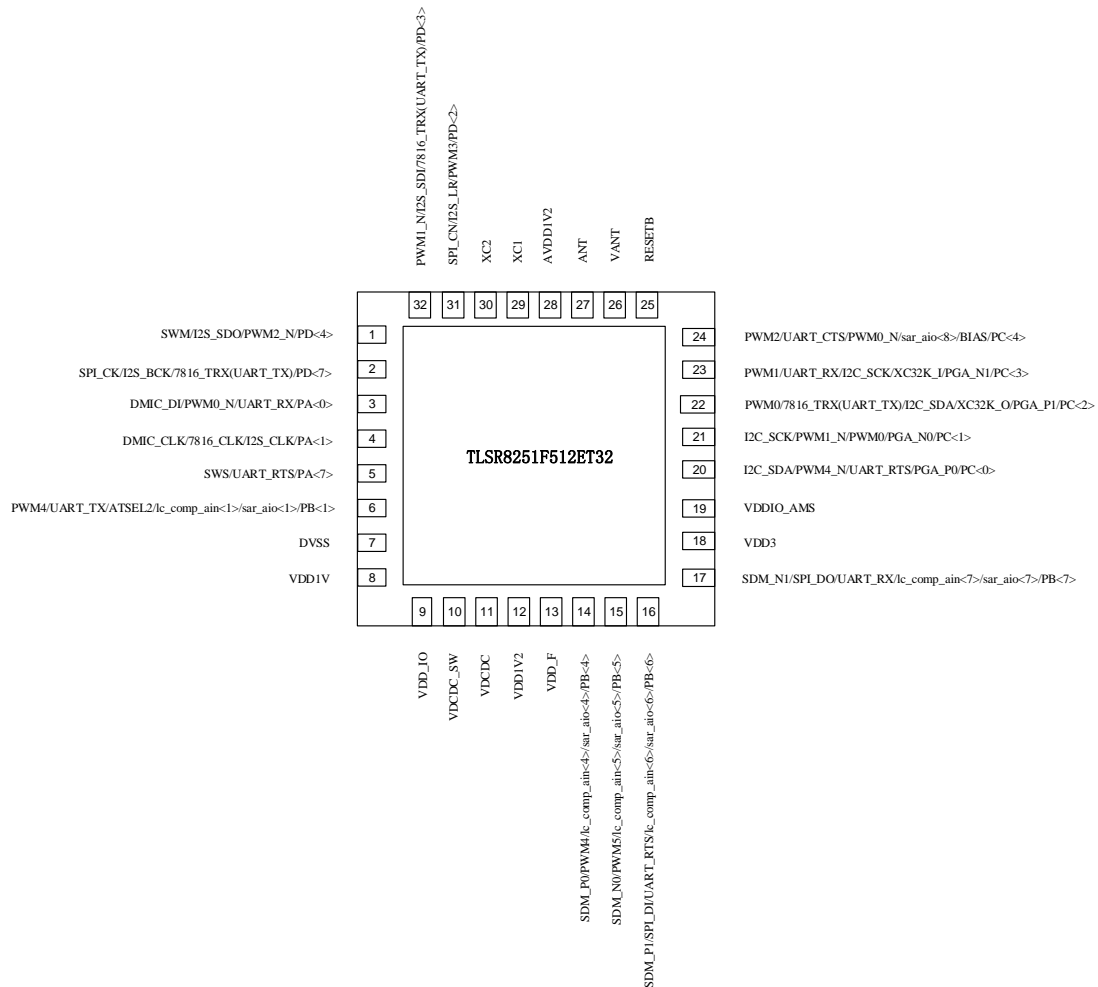 PWM1_N/I2S_SDI/7816_TRX(UART_TX)/PD<3>
SPI_CN/I2S_LR/PWM3/PD<2>
XC2
XC1
AVDD1V2
ANT
VANT
RESETB
32
31
30
29
28
27
26
25
SWM/I2S_SDO/PWM2_N/PD<4>
1
SPI_CK/I2S_BCK/7816_TRX(UART_TX)/PD<7>
2
DMIC_DI/PWM0_N/UART_RX/PA<0>
3
DMIC_CLK/7816_CLK/I2S_CLK/PA<1>
4
SWS/UART_RTS/PA<7>
5
PWM4/UART_TX/ATSEL2/lc_comp_ain<1>/sar_aio<1>/PB<1>
6
DVSS
7
VDD1V
8
TLSR8251F512ET32
24
PWM2/UART_CTS/PWM0_N/sar_aio<8>/BIAS/PC<4>
23
PWM1/UART_RX/I2C_SCK/XC32K_I/PGA_N1/PC<3>
22
PWM0/7816_TRX(UART_TX)/I2C_SDA/XC32K_O/PGA_P1/PC<2>
21
I2C_SCK/PWM1_N/PWM0/PGA_N0/PC<1>
20
I2C_SDA/PWM4_N/UART_RTS/PGA_P0/PC<0>
19
VDDIO_AMS
18
VDD3
17
SDM_N1/SPI_DO/UART_RX/lc_comp_ain<7>/sar_aio<7>/PB<7>
9
10
11
12
13
14
15
16
VDD_IO
VDCDC_SW
VDCDC
VDD1V2
VDD_F
SDM_P0/PWM4/lc_comp_ain<4>/sar_aio<4>/PB<4>
SDM_N0/PWM5/lc_comp_ain<5>/sar_aio<5>/PB<5>
SDM_P1/SPI_DI/UART_RTS/lc_comp_ain<6>/sar_aio<6>/PB<6>